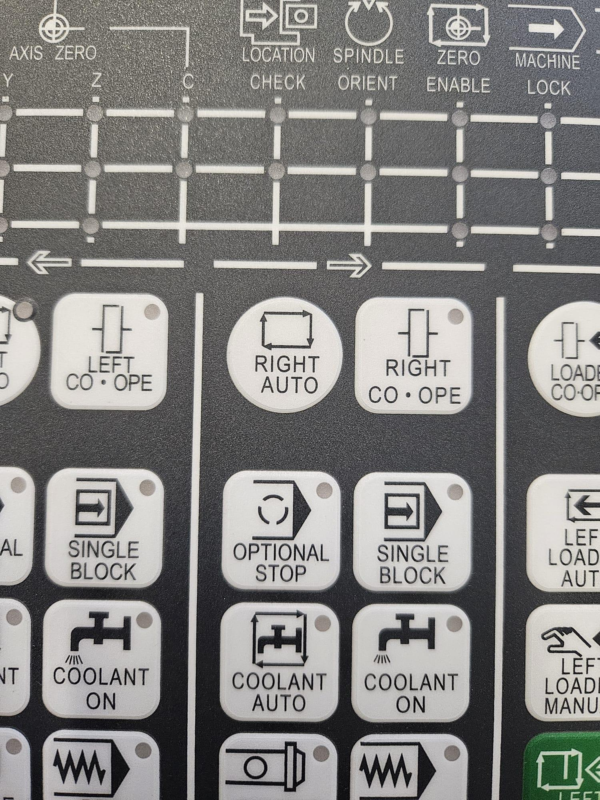 AXIS ZERO
LOCATION CHECK
SPINDLE ORIENT
ZERO ENABLE
MACHINE LOCK
Y
Z
C
LEFT
CO・OPE
RIGHT
AUTO
RIGHT
CO・OPE
SINGLE
BLOCK
OPTIONAL
STOP
SINGLE
BLOCK
COOLANT
ON
COOLANT
AUTO
COOLANT
ON
LEFT